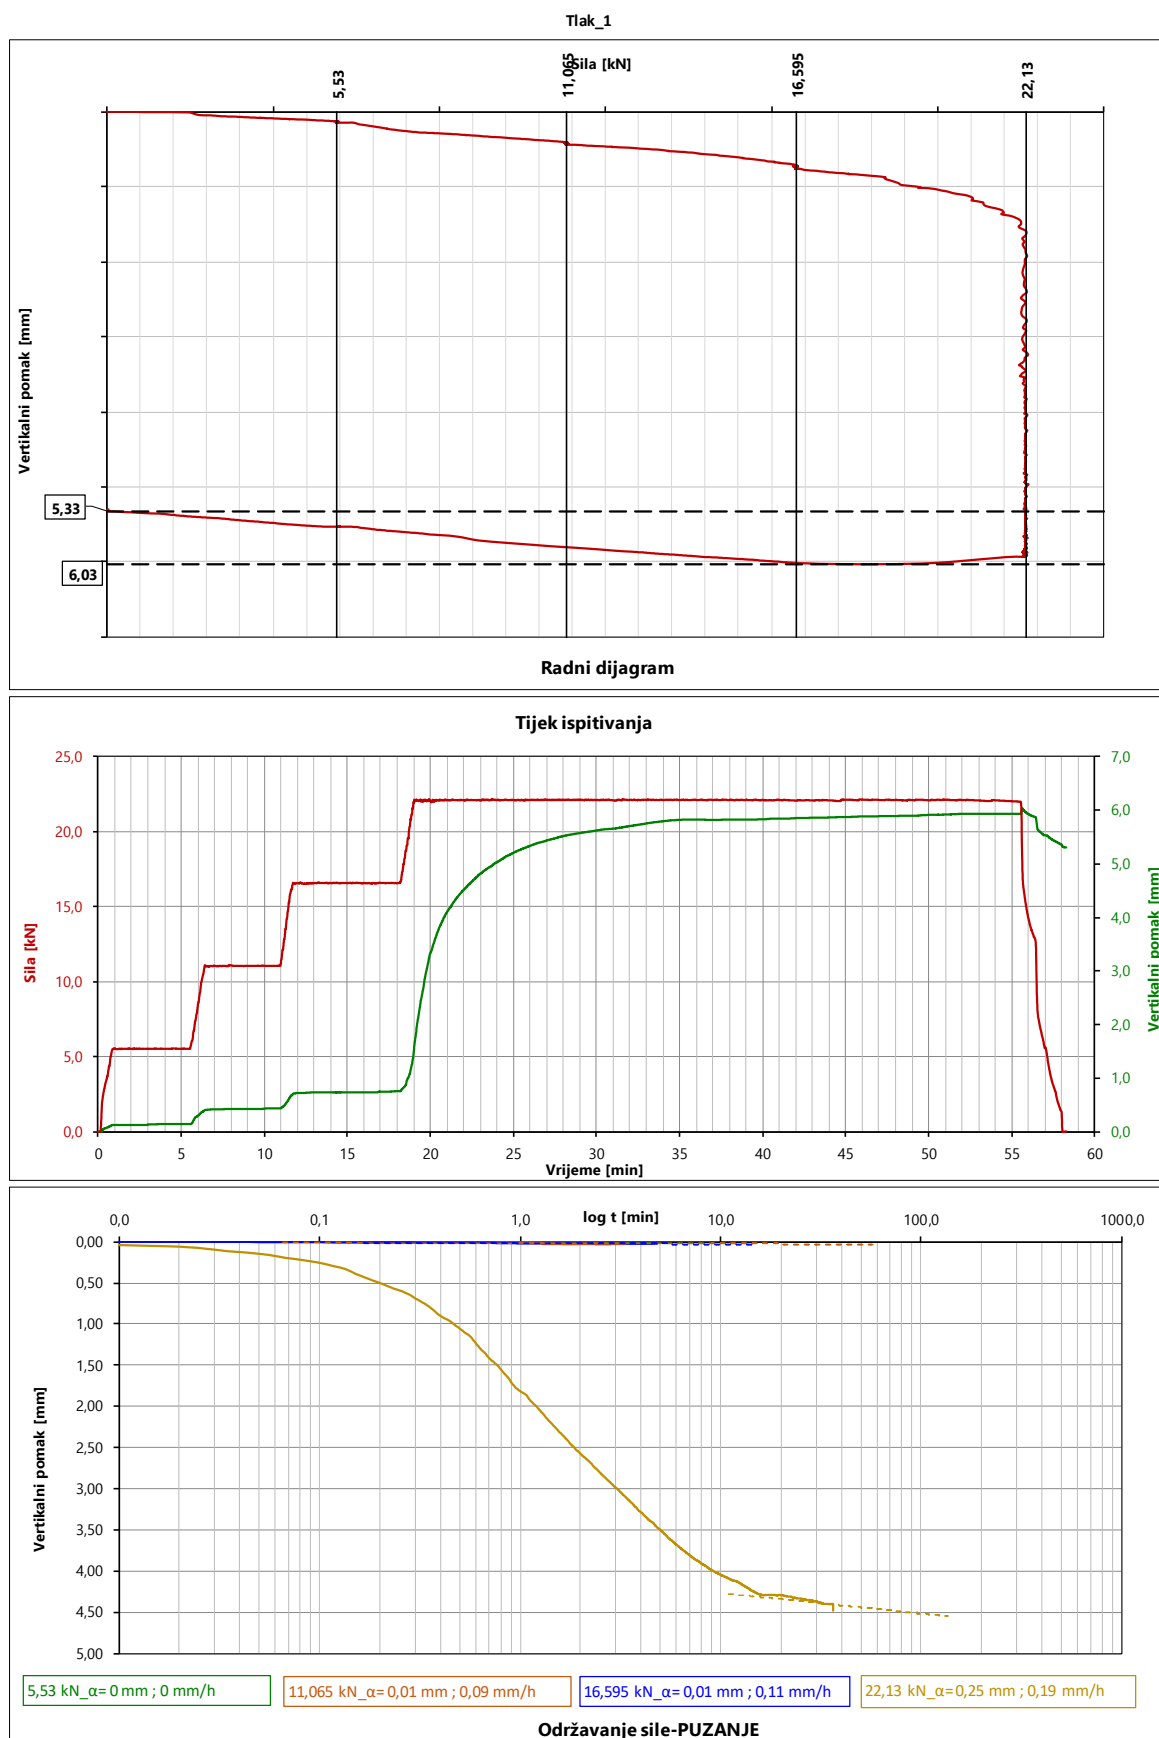 Tlak_1
Sila [kN]
5,53
11,065
16,595
22,13
Vertikalni pomak [mm]
5,33
6,03
Radni dijagram
Tijek ispitivanja
25,0
20,0
15,0
10,0
5,0
0,0
Sila [kN]
7,0
6,0
5,0
4,0
3,0
2,0
1,0
0,0
Vertikalni pomak [mm]
0 5 10 15 20 25 30 35 40 45 50 55 60
Vrijeme [min]
log t [min]
0,0 0,1 1,0 10,0 100,0 1000,0
0,00
0,50
1,00
1,50
2,00
2,50
3,00
3,50
4,00
4,50
5,00
Vertikalni pomak [mm]
5,53 kN_α= 0 mm ; 0 mm/h
11,065 kN_α= 0,01 mm ; 0,09 mm/h
16,595 kN_α= 0,01 mm ; 0,11 mm/h
22,13 kN_α= 0,25 mm ; 0,19 mm/h
Održavanje sile-PUZANJE